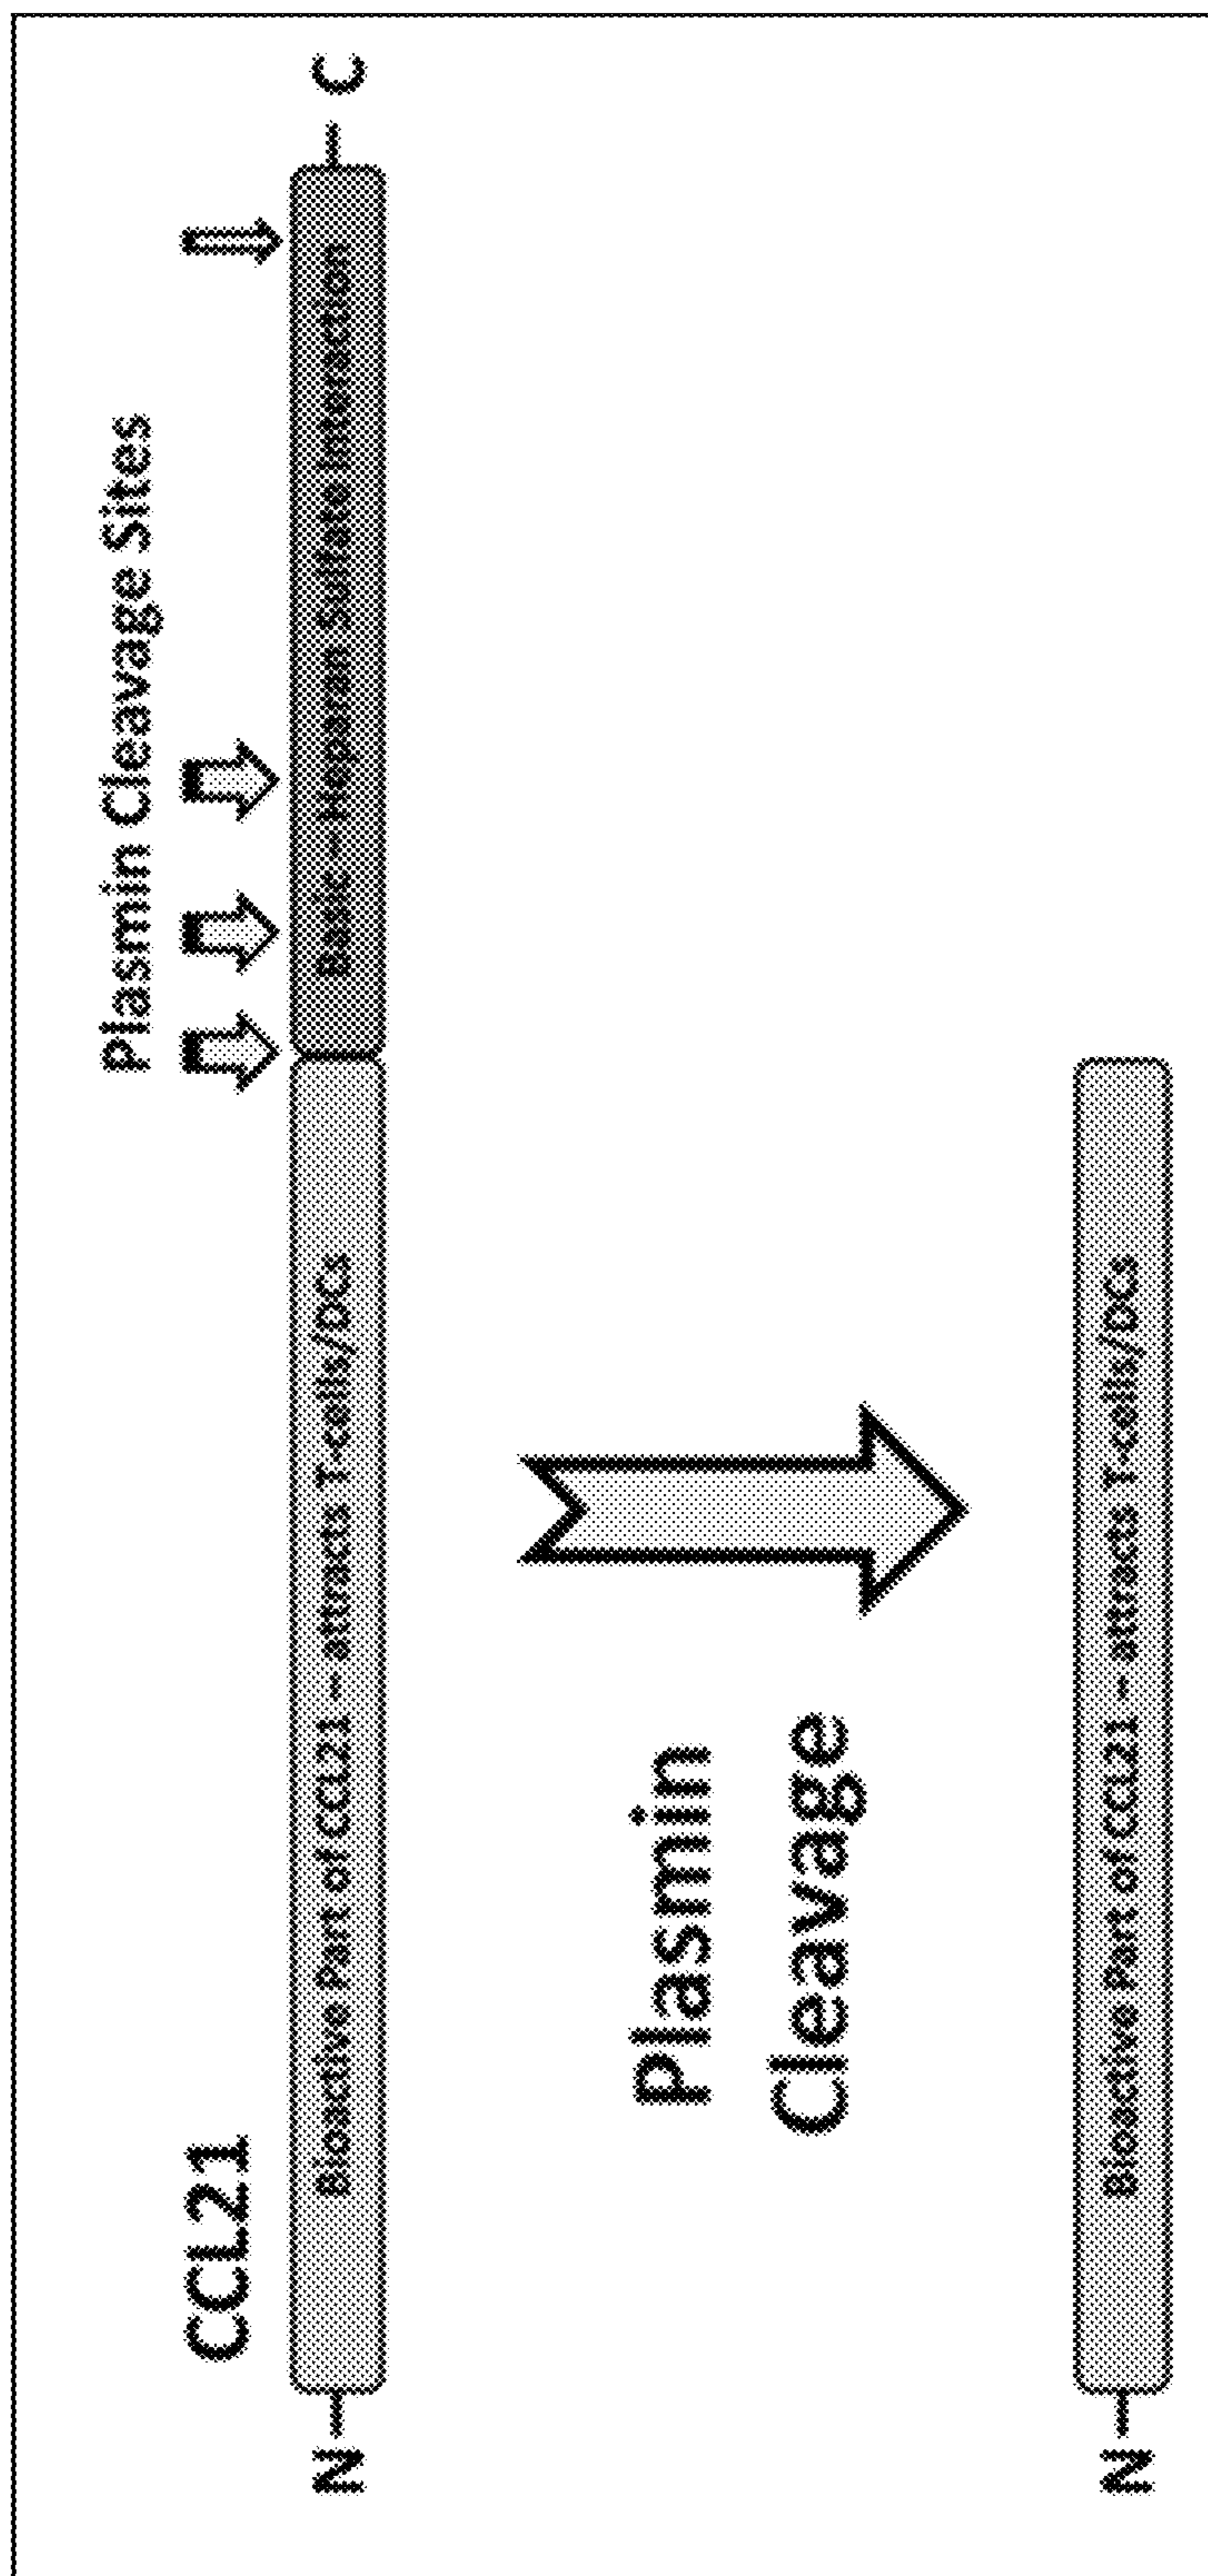 Plasmin Cleavage Sites
CCL21
N
Bioactive Part of CCL21 – attracts T-cells/DCs
Basic – Heparan Sulfate Interaction
C
Plasmin
Cleavage
N
Bioactive Part of CCL21 – attracts T-cells/DCs